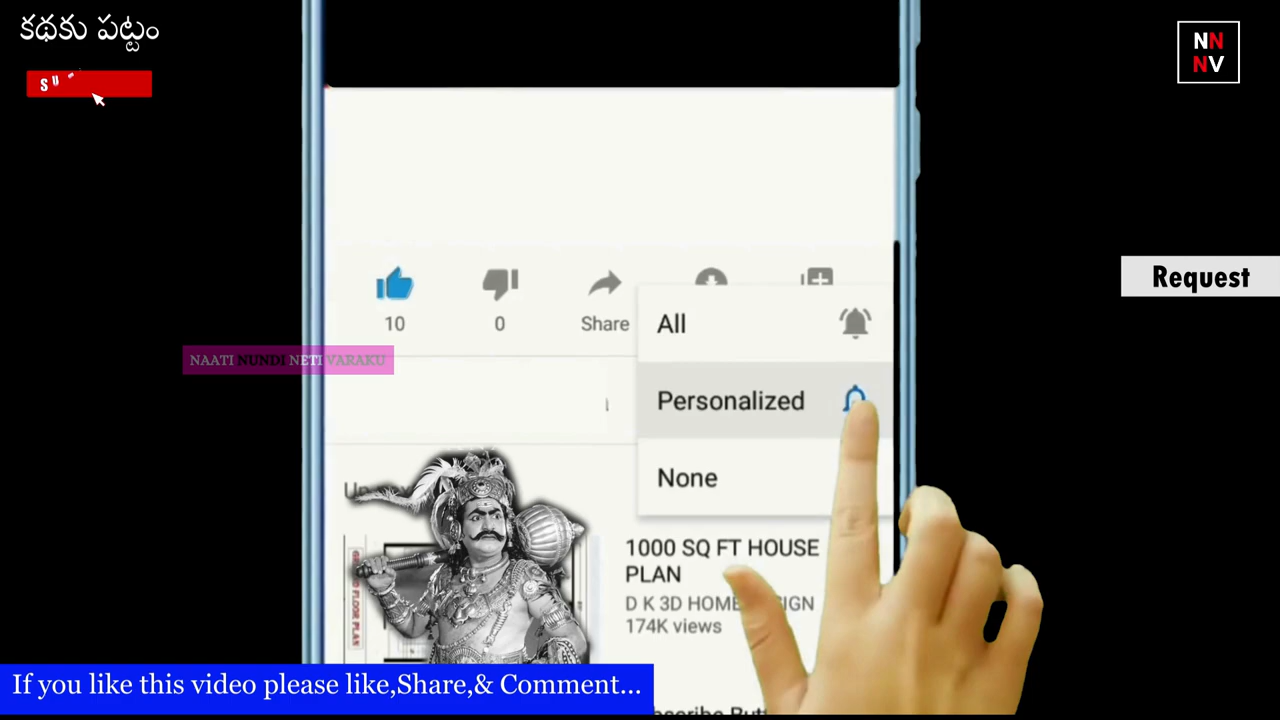 కథకు పట్టం
SU
NN
NV
Request
10
0
Share
All
Personalized
None
NAATI NUNDI NETI VARAKU
1000 SQ FT HOUSE
PLAN
174K views
If you like this video please like,Share,& Comment...